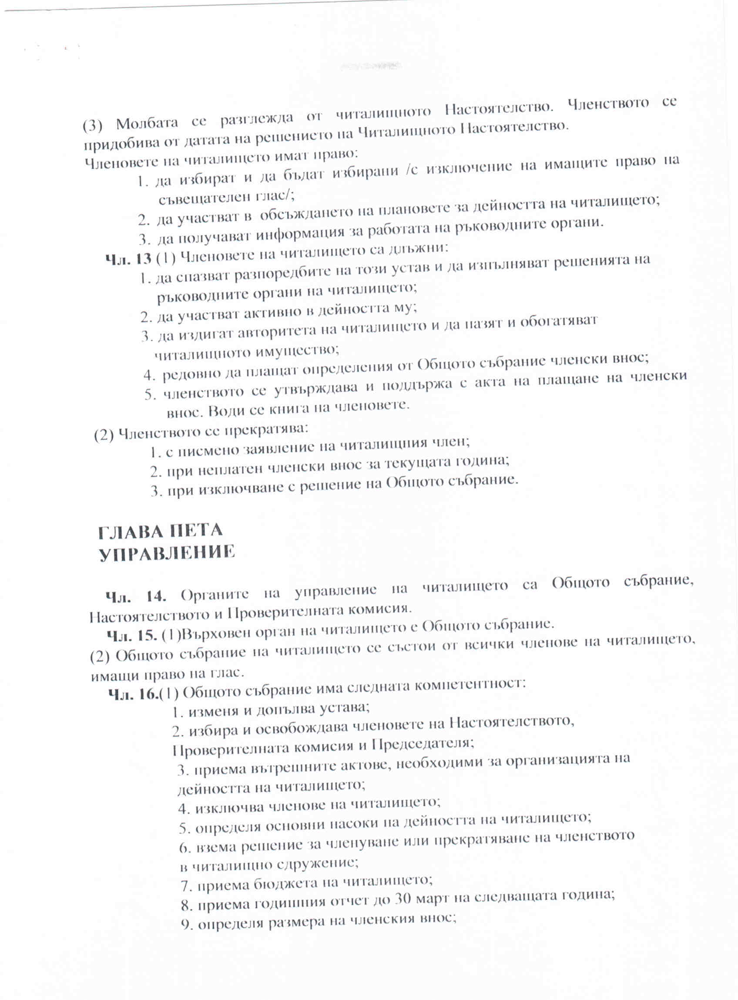 (3) Молбата се разглежда от читалищното Настоятелство. Членството се
придобива от датата на решението на Читалищното Настоятелство.
Членовете на читалището имат право:
1. да избират и да бъдат избирани /с изключение на имащите право на
съвещателен глас/;
2. да участват в обсъждането на плановете за дейността на читалището;
3. да получават информация за работата на ръководните органи.
Чл. 13 (1) Членовете на читалището са длъжни:
1. да спазват разпоредбите на този устав и да изпълняват решенията на
ръководните органи на читалището;
2. да участват активно в дейността му;
3. да издигат авторитета на читалището и да пазят и обогатяват
читалищното имущество;
4. редовно да плащат определения от Общото събрание членски внос;
5. членството се утвърждава и поддържа с акта на плащане на членски
внос. Води се книга на членовете.
(2) Членството се прекратява:
1. с писмено заявление на читалищния член;
2. при неплатен членски внос за текущата година;
3. при изключване с решение на Общото събрание.
ГЛАВА ПЕТА
УПРАВЛЕНИЕ
Чл. 14. Органите на управление на читалището са Общото събрание,
Настоятелството и Проверителната комисия.
Чл. 15. (1)Върховен орган на читалището е Общото събрание.
(2) Общото събрание на читалището се състои от всички членове на читалището,
имащи право на глас.
Чл. 16.(1) Общото събрание има следната компетентност:
1. изменя и допълва устава;
2. избира и освобождава членовете на Настоятелството,
Проверителната комисия и Председателя;
3. приема вътрешните актове, необходими за организацията на
дейността на читалището;
4. изключва членове на читалището;
5. определя основни насоки на дейността на читалището;
6. взема решение за членуване или прекратяване на членството
в читалищно сдружение;
7. приема бюджета на читалището;
8. приема годишния отчет до 30 март на следващата година;
9. определя размера на членския внос;